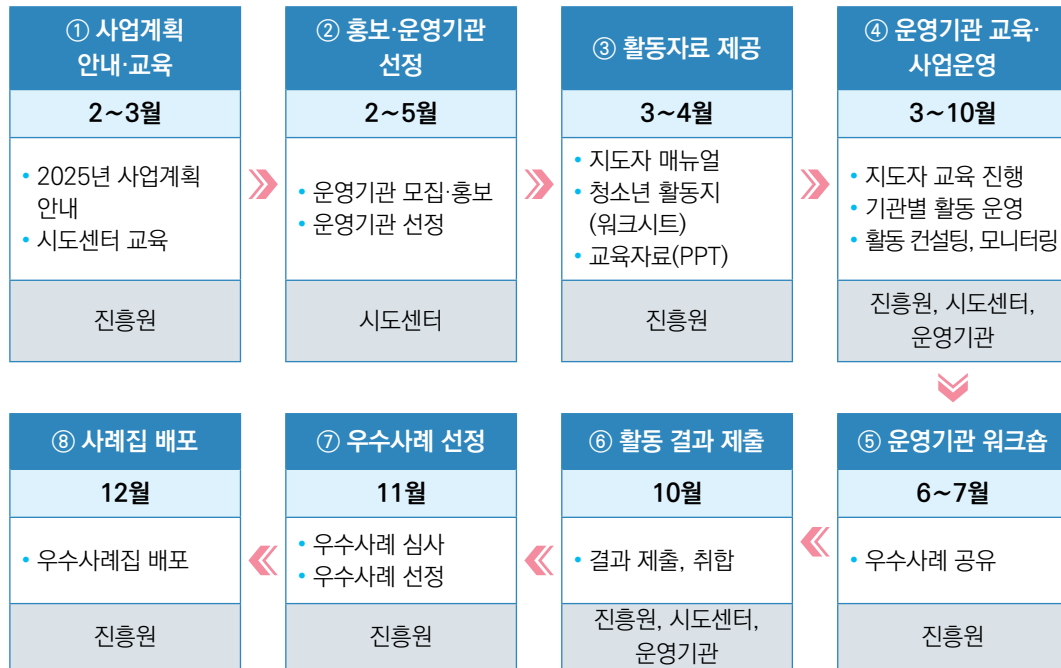 ① 사업계획
안내·교육
2~3월
• 2025년 사업계획
안내
• 시도센터 교육
진흥원
② 홍보·운영기관
선정
2~5월
• 운영기관 모집·홍보
• 운영기관 선정
시도센터
③ 활동자료 제공
3~4월
• 지도자 매뉴얼
• 청소년 활동지
(워크시트)
• 교육자료(PPT)
진흥원
④ 운영기관 교육·
사업운영
3~10월
• 지도자 교육 진행
• 기관별 활동 운영
• 활동 컨설팅, 모니터링
진흥원, 시도센터,
운영기관
⑤ 운영기관 워크숍
6~7월
• 우수사례 공유
진흥원
⑥ 활동 결과 제출
10월
• 결과 제출, 취합
진흥원, 시도센터,
운영기관
⑦ 우수사례 선정
11월
• 우수사례 심사
• 우수사례 선정
진흥원
⑧ 사례집 배포
12월
• 우수사례집 배포
진흥원